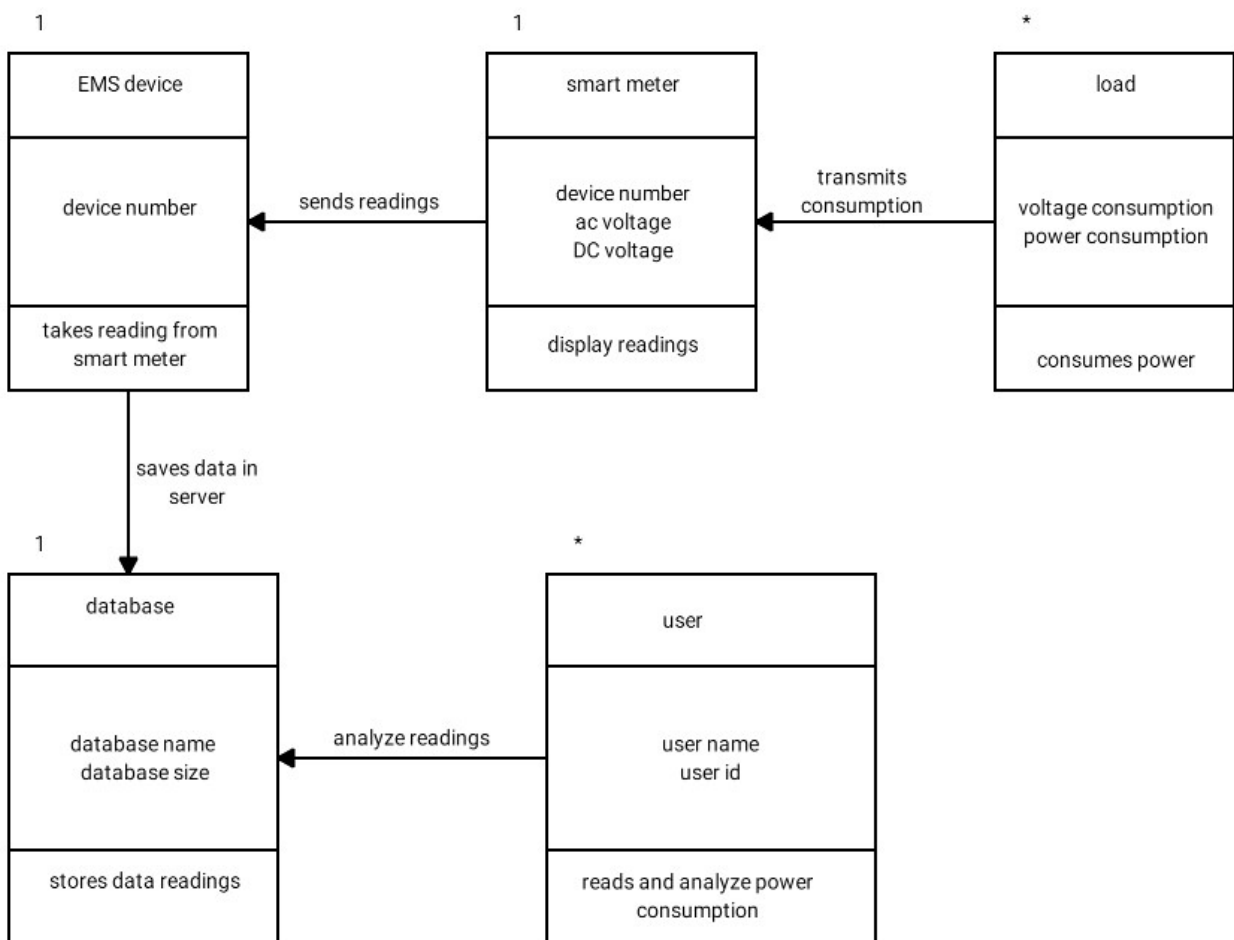 1
1
*
EMS device
smart meter
load
device number
sends readings
device number
ac voltage
DC voltage
transmits
consumption
voltage consumption
power consumption
takes reading from
smart meter
display readings
consumes power
saves data in
server
1
*
database
user
database name
database size
analyze readings
user name
user id
stores data readings
reads and analyze power
consumption